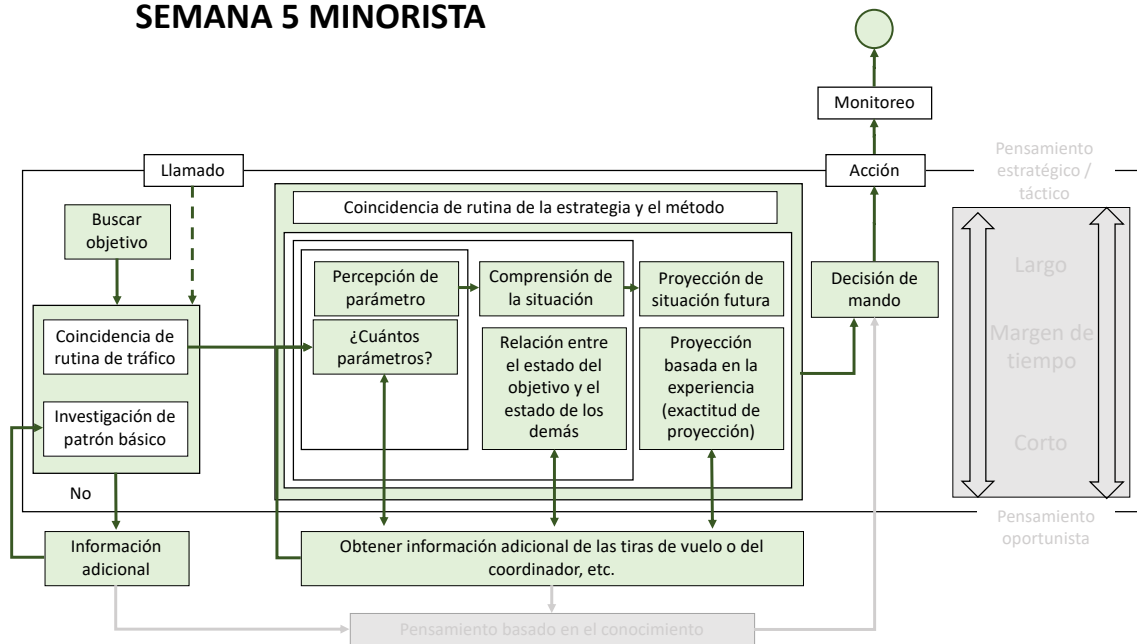 SEMANA 5 MINORISTA
Monitoreo
Llamado
Acción
Pensamiento
estratégico /
táctico
Buscar
objetivo
Coincidencia de rutina de la estrategia y el método
Percepción de
parámetro
Comprensión de
la situación
Proyección de
situación futura
Decisión de
mando
Largo
Coincidencia de
rutina de tráfico
¿Cuántos
parámetros?
Relación entre
el estado del
objetivo y el
estado de los
demás
Proyección
basada en la
experiencia
(exactitud de
proyección)
Margen de
tiempo
Investigación de
patrón básico
Corto
No
Pensamiento
oportunista
Información
adicional
Obtener información adicional de las tiras de vuelo o del
coordinador, etc.
Pensamiento basado en el conocimiento